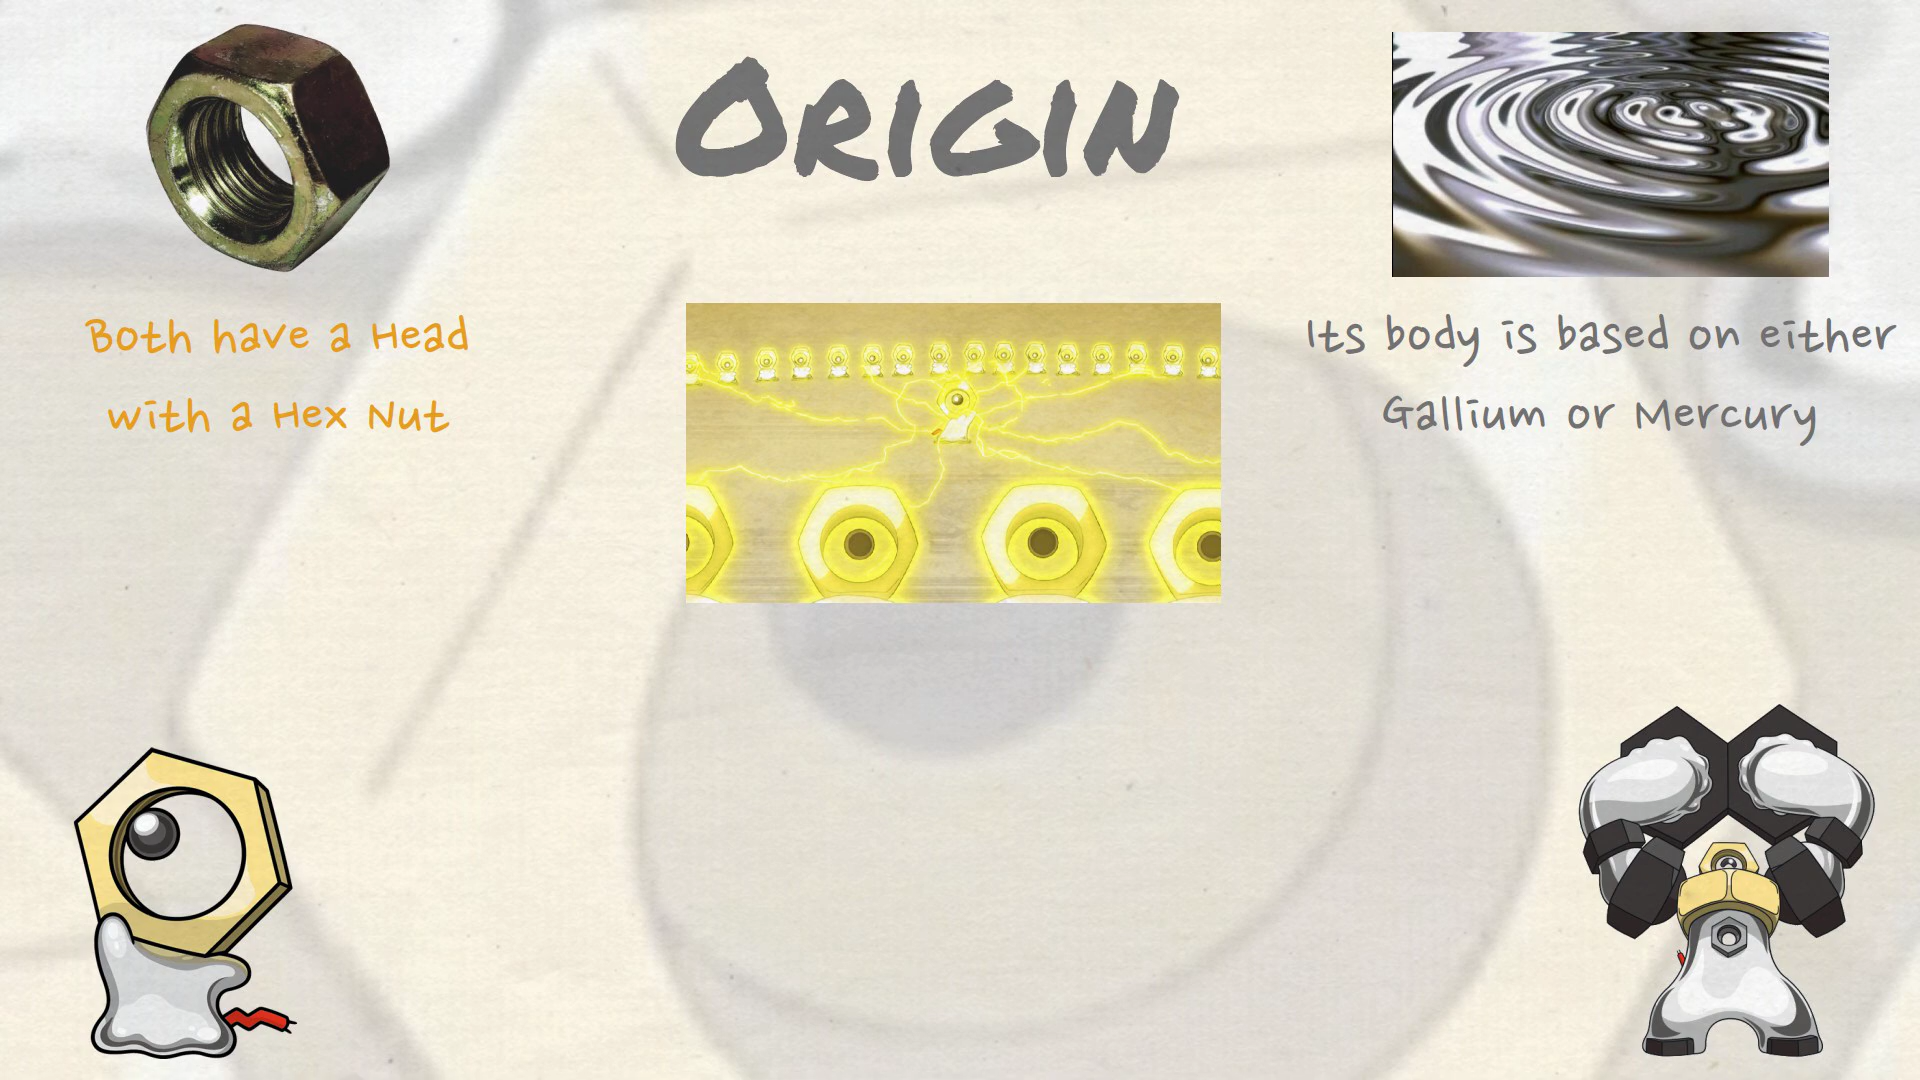 Origin
Both have a Head
with a Hex Nut
Its body is based on either
Gallium or Mercury